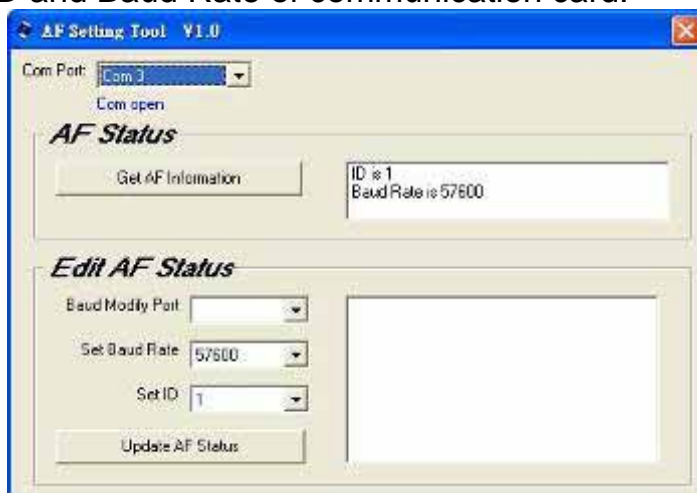 D and Baud Rate of communication card.
AF Setting Tool V1.0
Com Port:
Com 3
Com open
AF Status
Get AF Information
ID is 1
Baud Rate is 57600
Edit AF Status
Baud Modify Port
Set Baud Rate
57600
Set ID
1
Update AF Status